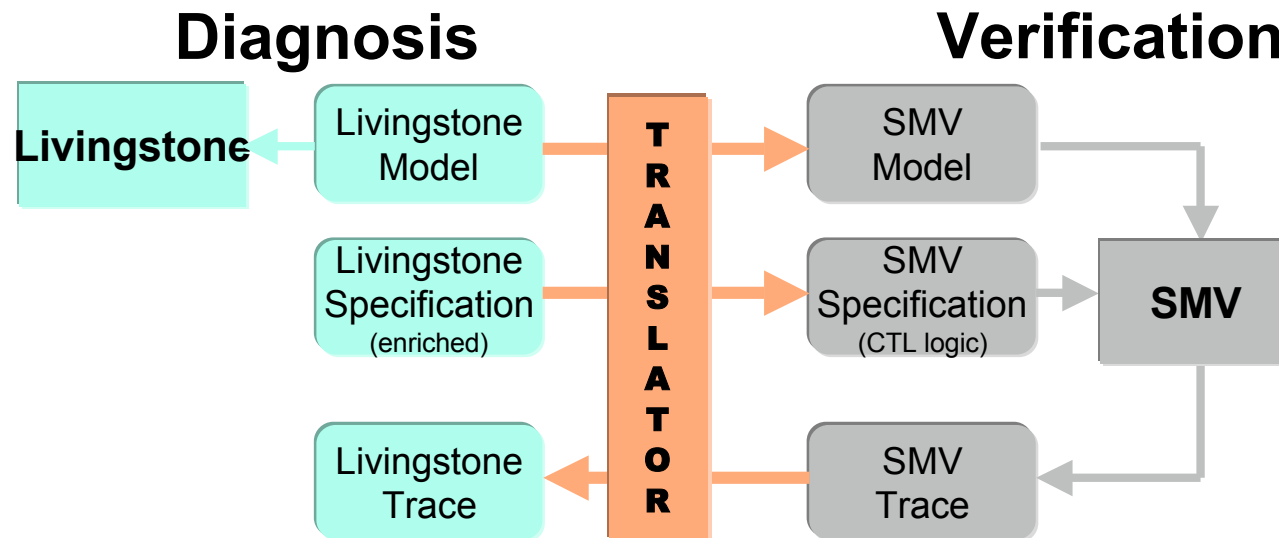 Diagnosis
Verification
Livingstone
Livingstone
Model
TRANSLATOR
SMV
Model
Livingstone
Specification
(enriched)
SMV
Specification
(CTL logic)
SMV
Livingstone
Trace
SMV
Trace